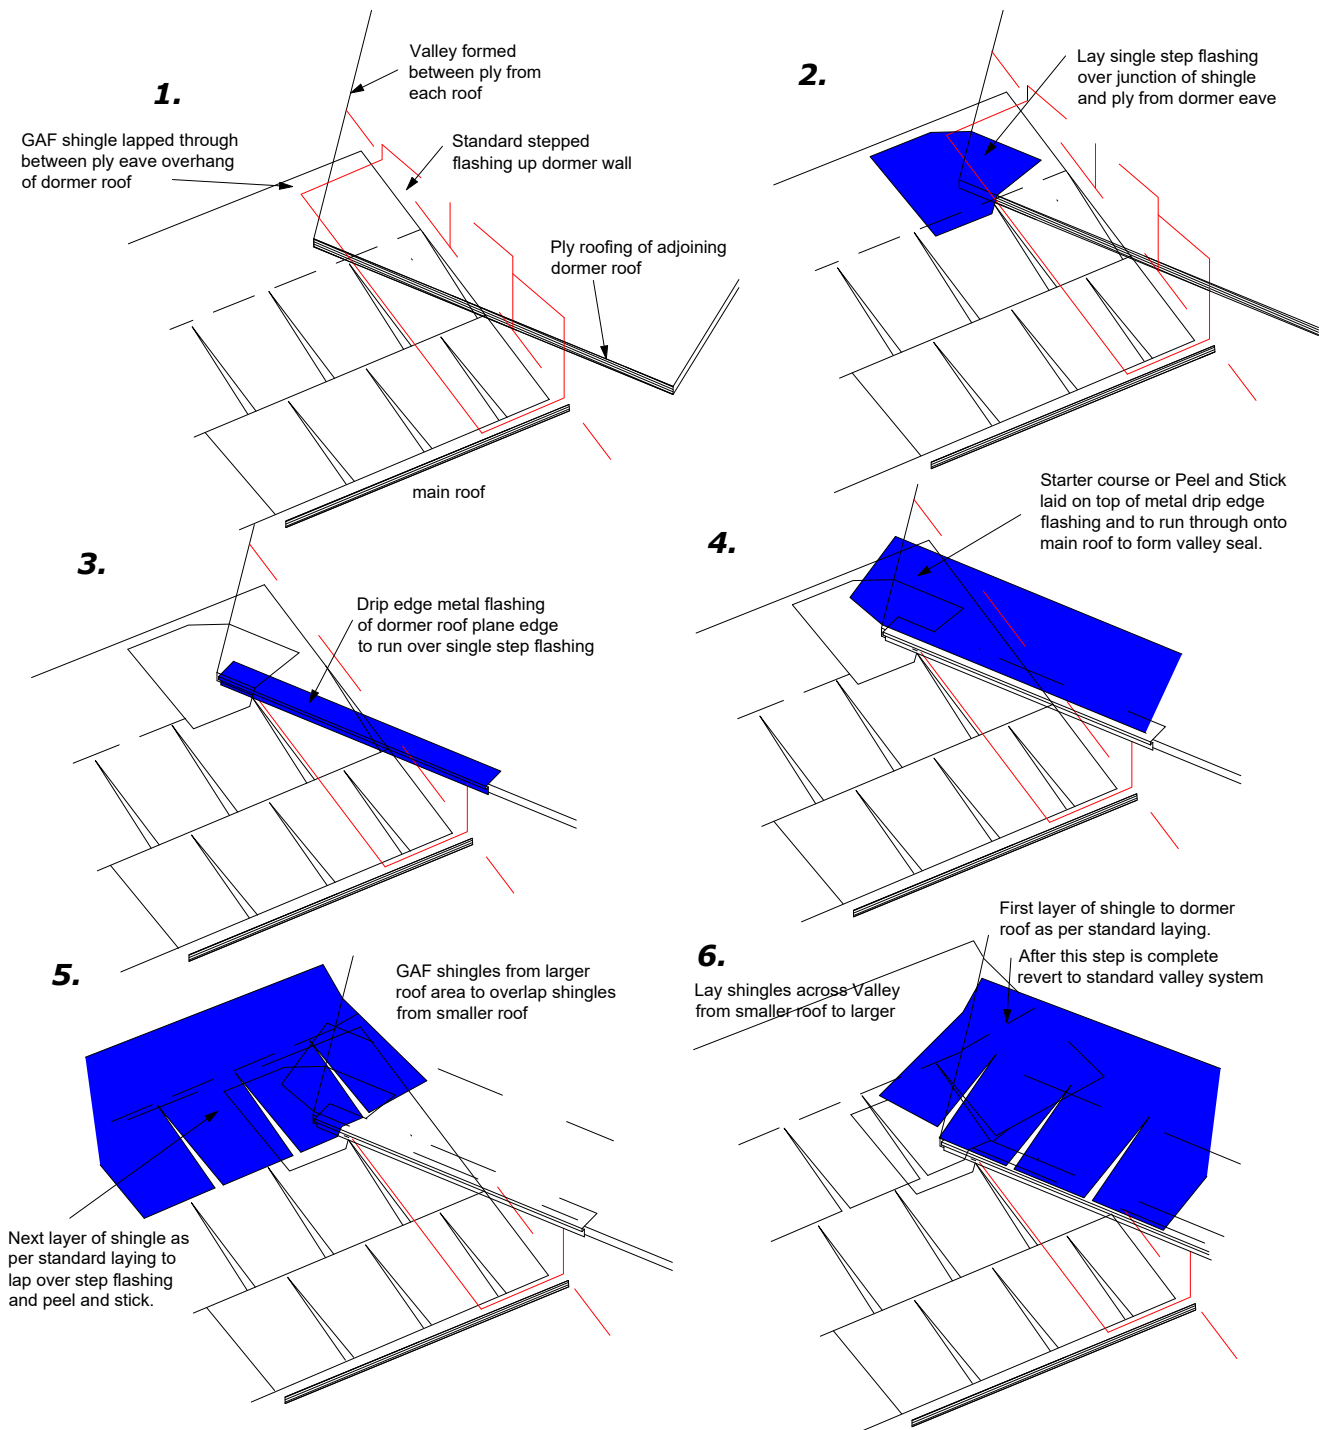 1.
Valley formed
between ply from
each roof
GAF shingle lapped through
between ply eave overhang
of dormer roof
Standard stepped
flashing up dormer wall
Ply roofing of adjoining
dormer roof
main roof
2.
Lay single step flashing
over junction of shingle
and ply from dormer eave
3.
Drip edge metal flashing
of dormer roof plane edge
to run over single step flashing
4.
Starter course or Peel and Stick
laid on top of metal drip edge
flashing and to run through onto
main roof to form valley seal.
5.
GAF shingles from larger
roof area to overlap shingles
from smaller roof
Next layer of shingle as
per standard laying to
lap over step flashing
and peel and stick.
6.
First layer of shingle to dormer
roof as per standard laying.
After this step is complete
revert to standard valley system
Lay shingles across Valley
from smaller roof to larger